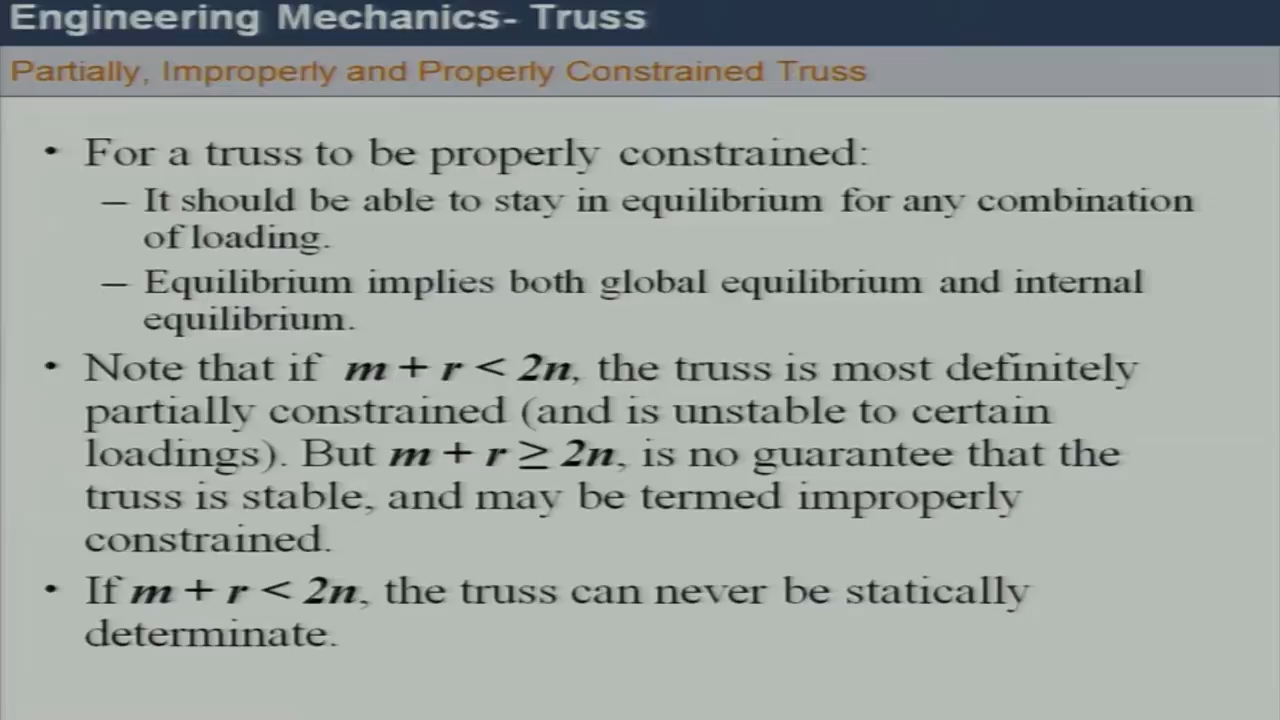 Engineering Mechanics- Truss
Partially, Improperly and Properly Constrained Truss
• For a truss to be properly constrained:
– It should be able to stay in equilibrium for any combination
of loading.
– Equilibrium implies both global equilibrium and internal
equilibrium.
• Note that if m + r < 2n, the truss is most definitely
partially constrained (and is unstable to certain
loadings). But m + r ≥ 2n, is no guarantee that the
truss is stable, and may be termed improperly
constrained.
• If m + r < 2n, the truss can never be statically
determinate.